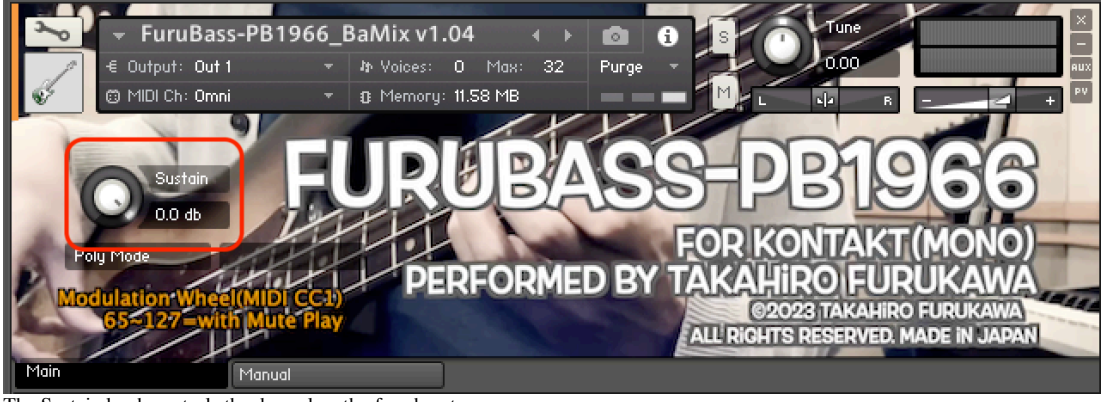 FuruBass-PB1966_BaMix v1.04
Output: Out 1
Voices: 0 Max: 32
Purge
MIDI Ch: Omni
Memory: 11.58 MB
S
M
Tune
0.00
L
R
-
+
×
-
AUX
PV
Sustain
0.0 db
Poly Mode
Modulation Wheel(MIDI CC1)
65~127=with Mute Play
FURUBASS-PB1966
FOR KONTAKT(MONO)
PERFORMED BY TAKAHIRO FURUKAWA
©2023 TAKAHIRO FURUKAWA
ALL RIGHTS RESERVED. MADE IN JAPAN
Main
Manual